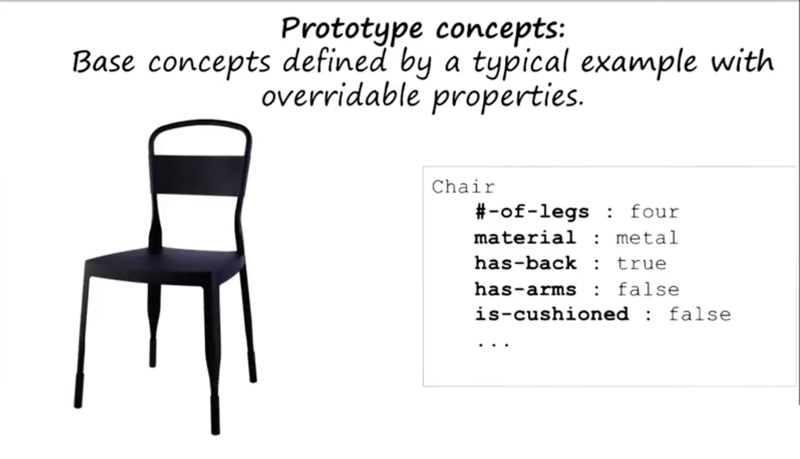 Prototype concepts:
Base concepts defined by a typical example with
overridable properties.
Chair
#-of-legs : four
material : metal
has-back : true
has-arms : false
is-cushioned : false
...